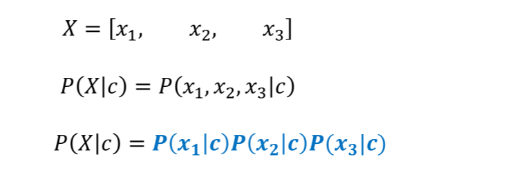 X = [x₁, x₂, x₃]
P(X|c) = P(x₁, x₂, x₃|c)
P(X|c) = P(x₁|c)P(x₂|c)P(x₃|c)